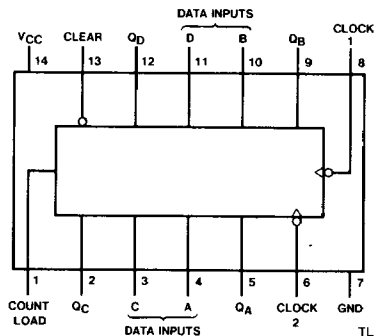 DATA INPUTS
VCC CLEAR QD D B QB CLOCK 1
14 13 12 11 10 9 8
1 2 3 4 5 6 7
COUNT LOAD QC C A QA CLOCK 2 GND
DATA INPUTS
TL